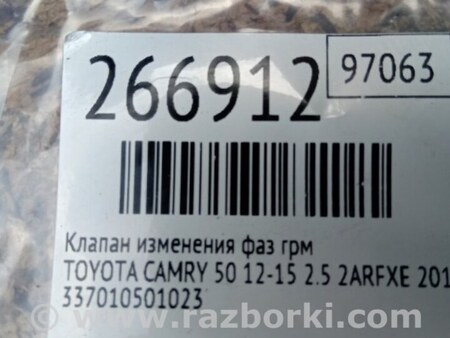 266912
97063
Клапан изменения фаз грм
TOYOTA CAMRY 50 12-15 2.5 2ARFXE 201
337010501023
www.razborki.com